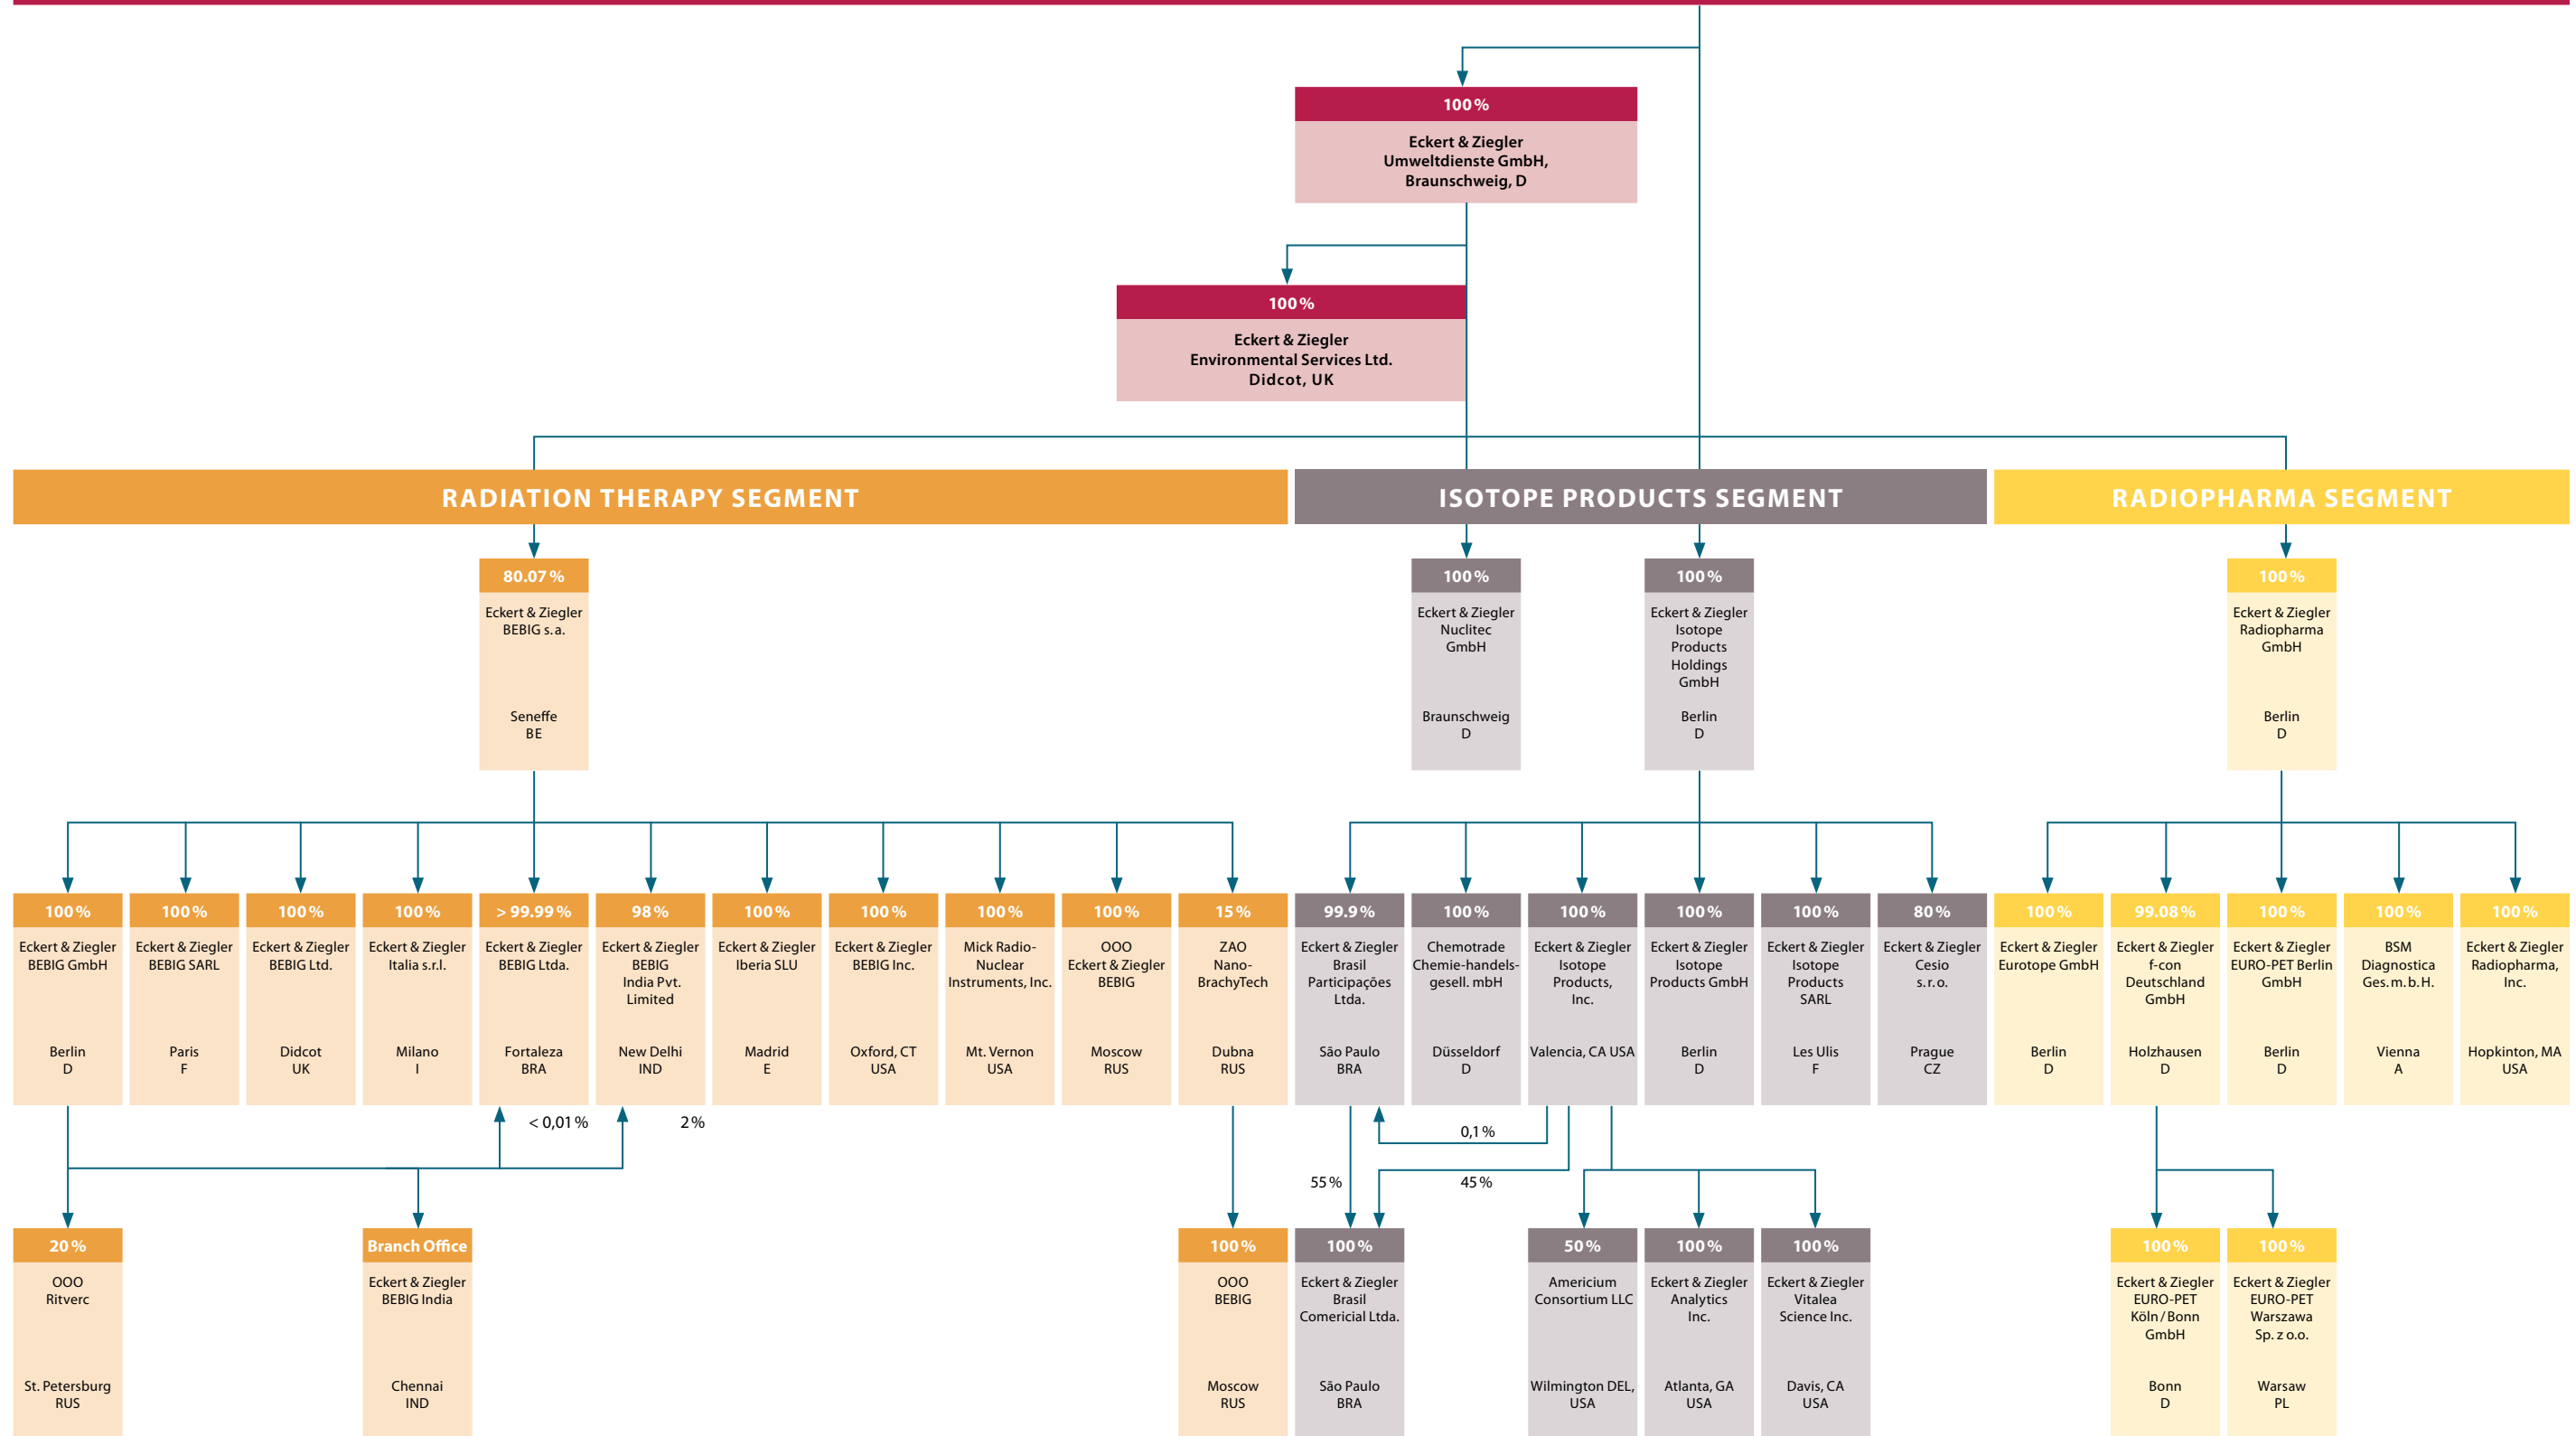 100 %
Eckert & Ziegler
Umweltdienste GmbH,
Braunschweig, D
100 %
Eckert & Ziegler
Environmental Services Ltd.
Didcot, UK
RADIATION THERAPY SEGMENT
ISOTOPE PRODUCTS SEGMENT
RADIOPHARMA SEGMENT
80.07 %
Eckert & Ziegler
BEBIG s. a.
Seneffe
BE
100 %
Eckert & Ziegler
Nuclitec
GmbH
Braunschweig
D
100 %
Eckert & Ziegler
Isotope
Products
Holdings
GmbH
Berlin
D
100 %
Eckert & Ziegler
Radiopharma
GmbH
Berlin
D
100 %
Eckert & Ziegler
BEBIG GmbH
Berlin
D
100 %
Eckert & Ziegler
BEBIG SARL
Paris
F
100 %
Eckert & Ziegler
BEBIG Ltd.
Didcot
UK
100 %
Eckert & Ziegler
Italia s.r.l.
Milano
I
> 99.99 %
Eckert & Ziegler
BEBIG Ltda.
Fortaleza
BRA
98 %
Eckert & Ziegler
BEBIG
India Pvt.
Limited
New Delhi
IND
100 %
Eckert & Ziegler
Iberia SLU
Madrid
E
100 %
Eckert & Ziegler
BEBIG Inc.
Oxford, CT
USA
100 %
Mick Radio-
Nuclear
Instruments, Inc.
Mt. Vernon
USA
100 %
OOO
Eckert & Ziegler
BEBIG
Moscow
RUS
15 %
ZAO
Nano-
BrachyTech
Dubna
RUS
99.9 %
Eckert & Ziegler
Brasil
Participações
Ltda.
São Paulo
BRA
100 %
Chemotrade
Chemie-handels-
gesell. mbH
Düsseldorf
D
100 %
Eckert & Ziegler
Isotope
Products,
Inc.
Valencia, CA USA
100 %
Eckert & Ziegler
Isotope
Products GmbH
Berlin
D
100 %
Eckert & Ziegler
Isotope
Products
SARL
Les Ulis
F
80 %
Eckert & Ziegler
Cesio
s. r. o.
Prague
CZ
100 %
Eckert & Ziegler
Eurotope GmbH
Berlin
D
99.08 %
Eckert & Ziegler
f-con
Deutschland
GmbH
Holzhausen
D
100 %
Eckert & Ziegler
EURO-PET Berlin
GmbH
Berlin
D
100 %
BSM
Diagnostica
Ges. m. b. H.
Vienna
A
100 %
Eckert & Ziegler
Radiopharma,
Inc.
Hopkinton, MA
USA
< 0,01 %
2 %
0,1 %
55 %
45 %
20 %
OOO
Ritverc
St. Petersburg
RUS
Branch Office
Eckert & Ziegler
BEBIG India
Chennai
IND
100 %
OOO
BEBIG
Moscow
RUS
100 %
Eckert & Ziegler
Brasil
Comericial Ltda.
São Paulo
BRA
50 %
Americium
Consortium LLC
Wilmington DEL,
USA
100 %
Eckert & Ziegler
Analytics
Inc.
Atlanta, GA
USA
100 %
Eckert & Ziegler
Vitalea
Science Inc.
Davis, CA
USA
100 %
Eckert & Ziegler
EURO-PET
Köln / Bonn
GmbH
Bonn
D
100 %
Eckert & Ziegler
EURO-PET
Warszawa
Sp. z o.o.
Warsaw
PL